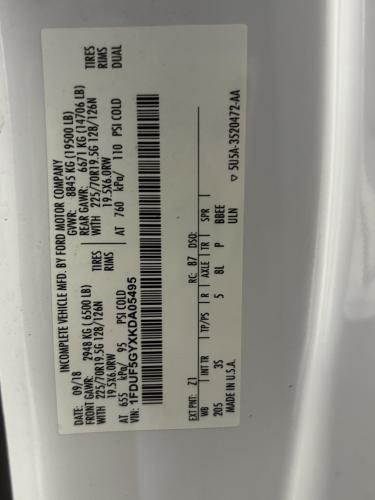 INCOMPLETE VEHICLE MFD. BY FORD MOTOR COMPANY
DATE: 09/18 GVWR: 8845 KG (19500 LB)
FRONT GAWR: 2948 KG (6500 LB) REAR GAWR: 6671 KG (14706 LB)
WITH 225/70R19.5G 128/126N TIRES WITH 225/70R19.5G 128/126N TIRES
19.5X6.0RW RIMS 19.5X6.0RW RIMS
AT 655 kPa/ 95 PSI COLD AT 760 kPa/ 110 PSI COLD DUAL
VIN: 1FDUF5GYXKDA05495
EXT PNT: Z1 RC: 87 DSO:
WB INT TR TP/PS R AXLE TR SPR
205 3S 5 8L P BBEE
MADE IN U.S.A. ULN
5U5A-3520472-AA